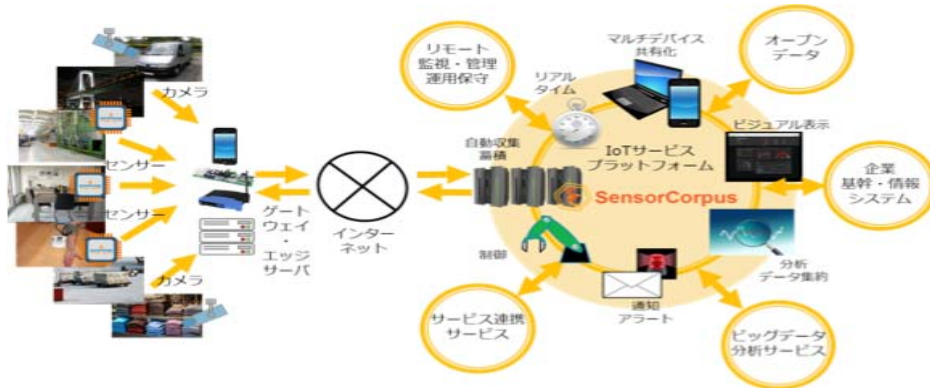 カメラ
センサー
センサー
カメラ
ゲート
ウェイ
・
エッジ
サーバ
インター
ネット
リモート
監視・管理
運用保守
リアル
タイム
マルチデバイス
共有化
オープン
データ
自動収集
蓄積
IoTサービス
プラットフォーム
SensorCorpus
ビジュアル表示
企業
基幹・情報
システム
制御
分析
データ集約
通知
アラート
サービス連携
サービス
ビッグデータ
分析サービス